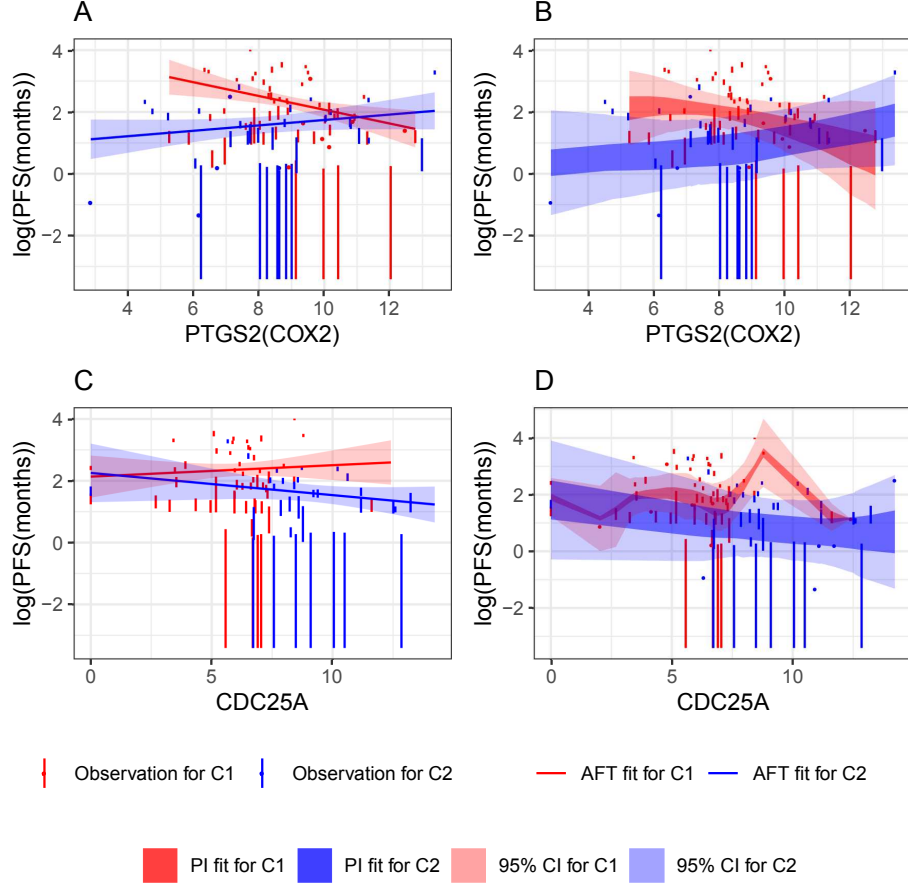 A
B
4
2
0
−2
log(PFS(months))
4 6 8 10 12
PTGS2(COX2)
4
2
0
−2
log(PFS(months))
4 6 8 10 12
PTGS2(COX2)
C
D
4
2
0
−2
log(PFS(months))
0 5 10
CDC25A
4
2
0
−2
log(PFS(months))
0 5 10
CDC25A
Observation for C1 Observation for C2 AFT fit for C1 AFT fit for C2
PI fit for C1 PI fit for C2 95% CI for C1 95% CI for C2